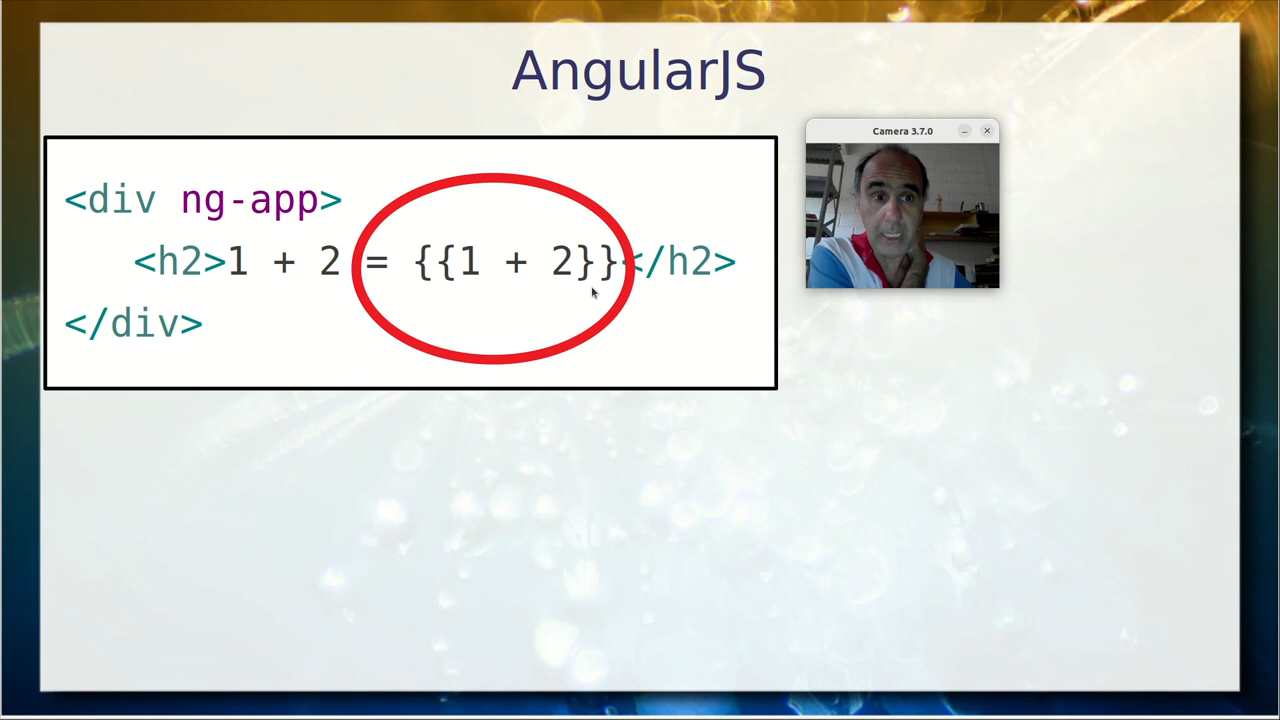 AngularJS
Camera 3.7.0
<div ng-app>
<h2>1 + 2 = {{1 + 2}}</h2>
</div>